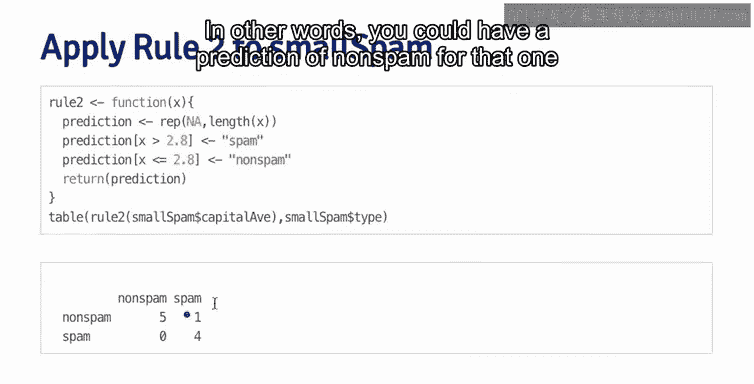 In other words, you could have a
prediction of nonspam for that one
Apply Rule 2 to smallSpam
rule2 <- function(x){
prediction <- rep(NA,length(x))
prediction[x > 2.8] <- "spam"
prediction[x <= 2.8] <- "nonspam"
return(prediction)
}
table(rule2(smallSpam$capitalAve),smallSpam$type)
nonspam spam
nonspam 5 1
spam 0 4